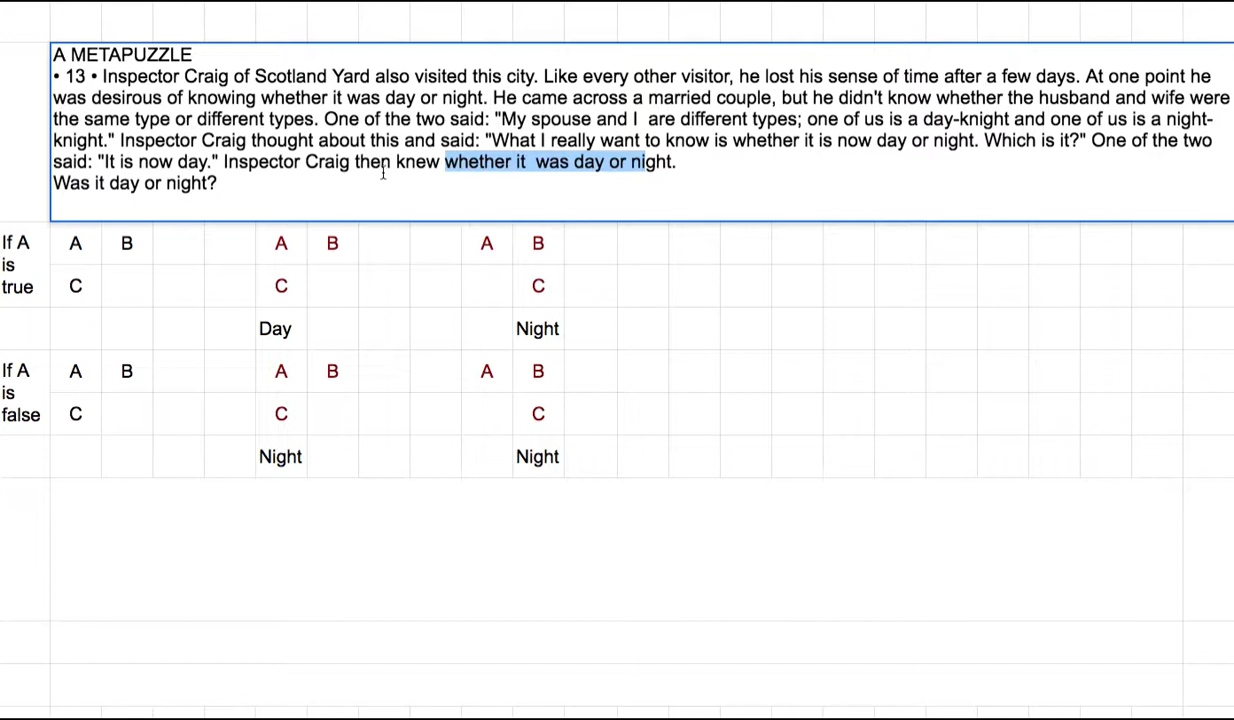 A METAPUZZLE
• 13 • Inspector Craig of Scotland Yard also visited this city. Like every other visitor, he lost his sense of time after a few days. At one point he
was desirous of knowing whether it was day or night. He came across a married couple, but he didn't know whether the husband and wife were
the same type or different types. One of the two said: "My spouse and I  are different types; one of us is a day-knight and one of us is a night-
knight." Inspector Craig thought about this and said: "What I really want to know is whether it is now day or night. Which is it?" One of the two
said: "It is now day." Inspector Craig then knew whether it  was day or night.
Was it day or night?
If A A B A B A B
is
true C C C
Day Night
If A A B A B A B
is
false C C C
Night Night